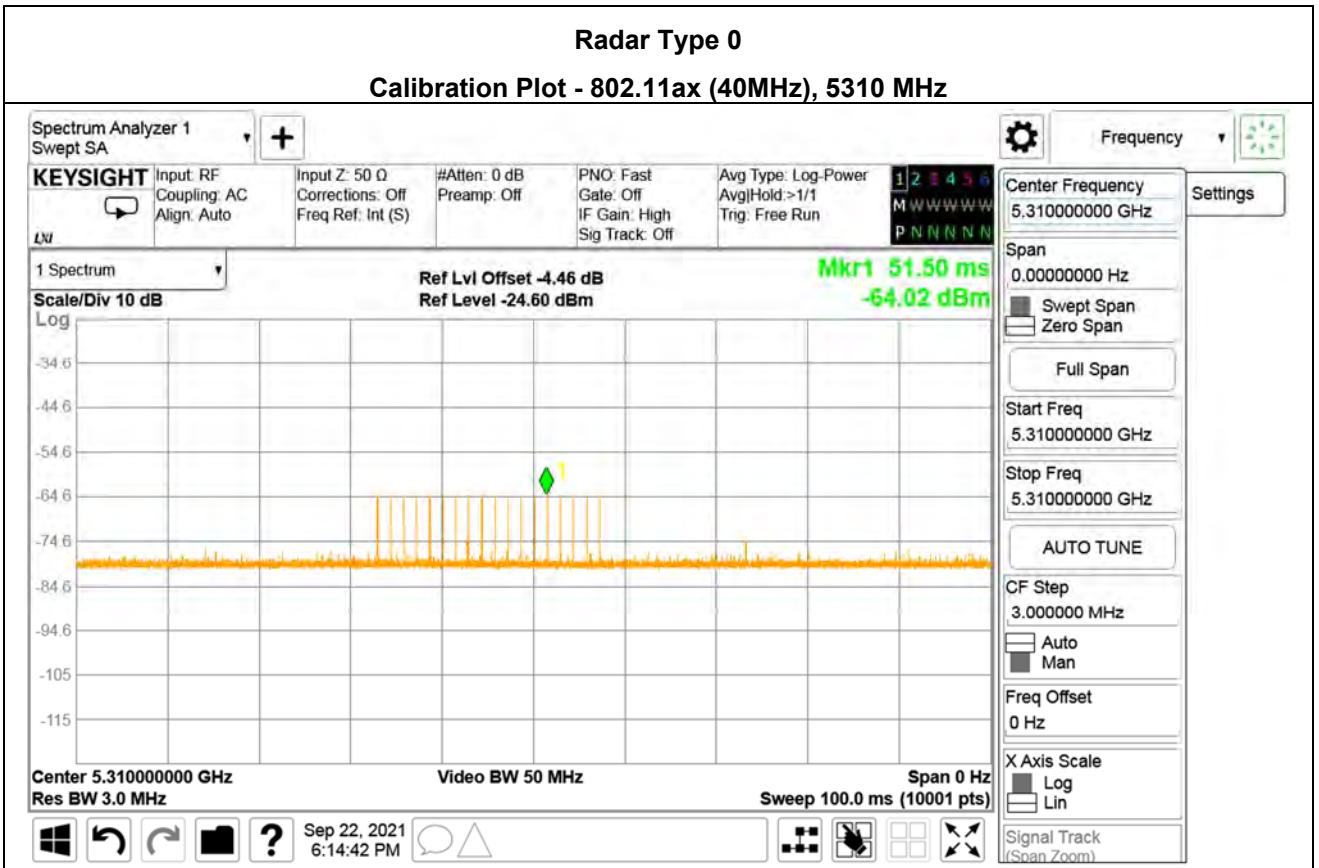 Radar Type 0
Calibration Plot - 802.11ax (40MHz), 5310 MHz
Spectrum Analyzer 1
Swept SA
Frequency
KEYSIGHT
LXI
Input: RF
Coupling: AC
Align: Auto
Input Z: 50 Ω
Corrections: Off
Freq Ref: Int (S)
#Atten: 0 dB
Preamp: Off
PNO: Fast
Gate: Off
IF Gain: High
Sig Track: Off
Avg Type: Log-Power
Avg|Hold:>1/1
Trig: Free Run
1 2 3 4 5 6
M W W W W W
P N N N N N
1 Spectrum
Scale/Div 10 dB
Log
Ref Lvl Offset -4.46 dB
Ref Level -24.60 dBm
Mkr1 51.50 ms
-64.02 dBm
-34.6
-44.6
-54.6
-64.6
-74.6
-84.6
-94.6
-105
-115
1
Center 5.310000000 GHz
Res BW 3.0 MHz
Video BW 50 MHz
Span 0 Hz
Sweep 100.0 ms (10001 pts)
Sep 22, 2021
6:14:42 PM
?
Center Frequency
5.310000000 GHz
Settings
Span
0.00000000 Hz
Swept Span
Zero Span
Full Span
Start Freq
5.310000000 GHz
Stop Freq
5.310000000 GHz
AUTO TUNE
CF Step
3.000000 MHz
Auto
Man
Freq Offset
0 Hz
X Axis Scale
Log
Lin
Signal Track
(Span Zoom)